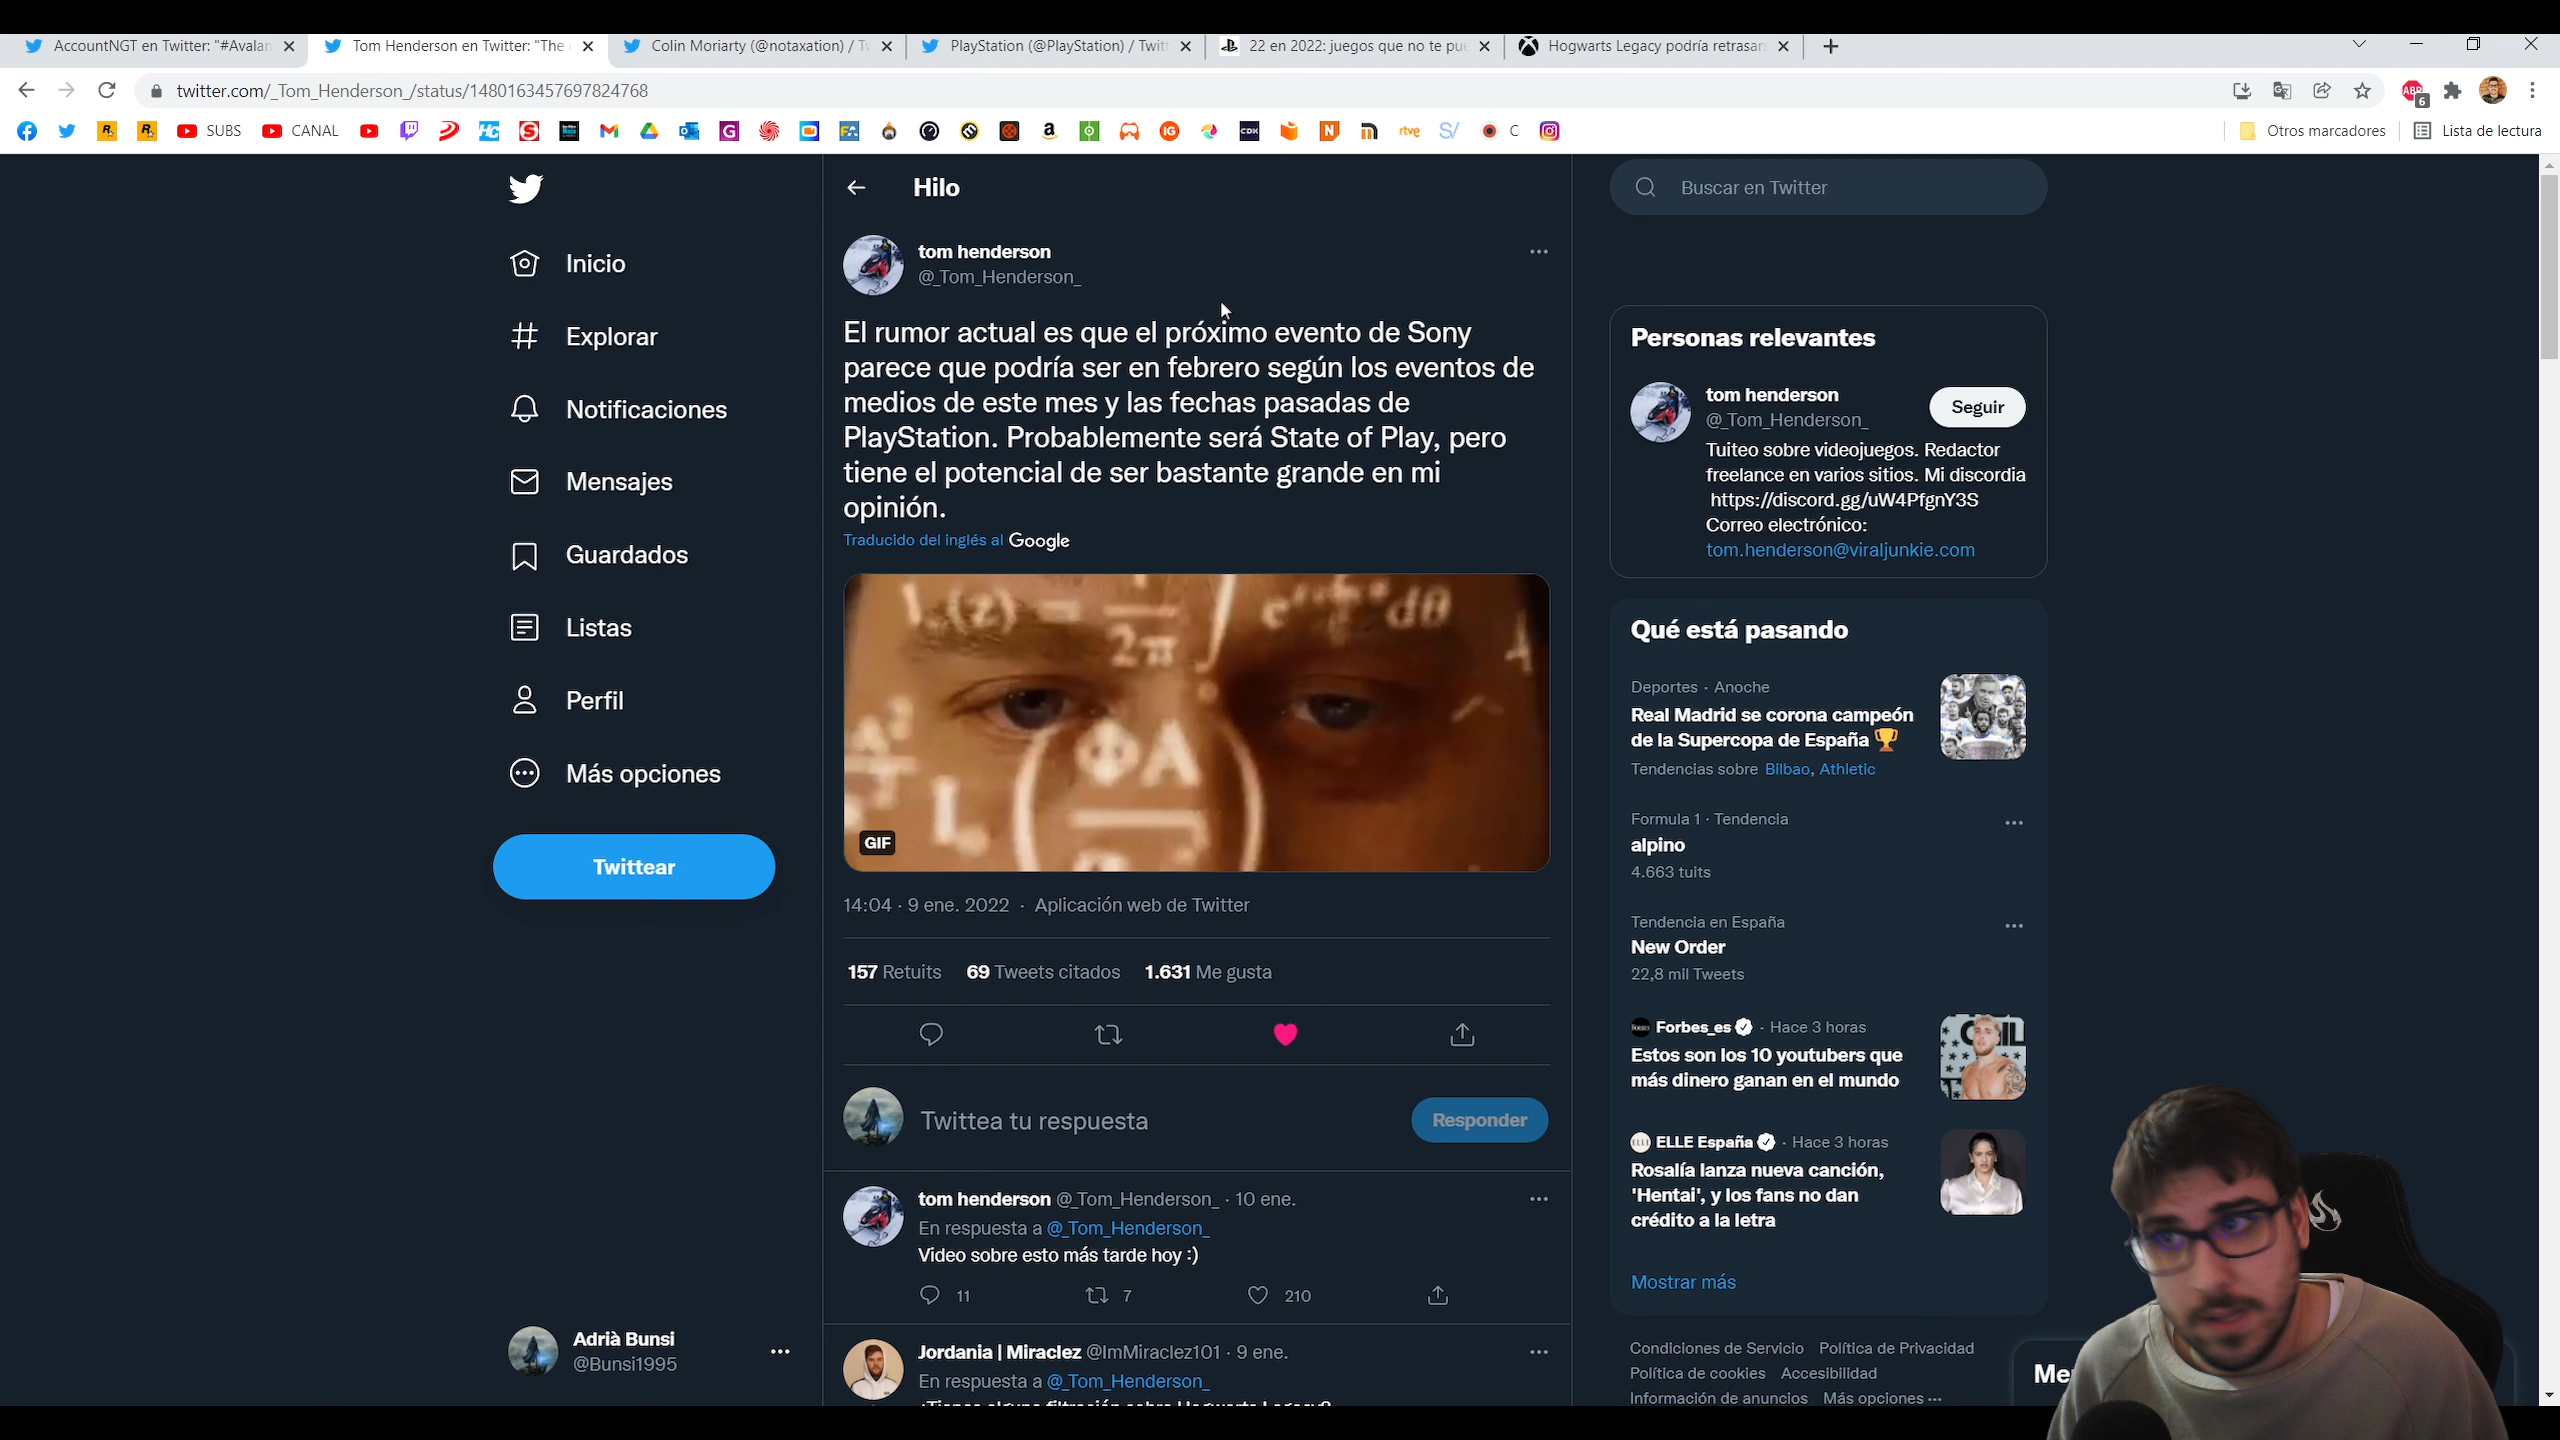 AccountNGT en Twitter: "#Avalan
Tom Henderson en Twitter: "The
Colin Moriarty (@notaxation) / Tw
PlayStation (@PlayStation) / Twitt
22 en 2022: juegos que no te pue
Hogwarts Legacy podría retrasars
twitter.com/_Tom_Henderson_/status/1480163457697824768
SUBS
CANAL
C
Otros marcadores
Lista de lectura
Hilo
Buscar en Twitter
Inicio
Explorar
Notificaciones
Mensajes
Guardados
Listas
Perfil
Más opciones
Twittear
Adrià Bunsi
@Bunsi1995
tom henderson
@_Tom_Henderson_
El rumor actual es que el próximo evento de Sony
parece que podría ser en febrero según los eventos de
medios de este mes y las fechas pasadas de
PlayStation. Probablemente será State of Play, pero
tiene el potencial de ser bastante grande en mi
opinión.
Traducido del inglés al Google
GIF
14:04 · 9 ene. 2022 · Aplicación web de Twitter
157 Retuits 69 Tweets citados 1.631 Me gusta
Twittea tu respuesta
Responder
tom henderson @_Tom_Henderson_ · 10 ene.
En respuesta a @_Tom_Henderson_
Video sobre esto más tarde hoy :)
11 7 210
Jordania | Miraclez @ImMiraclez101 · 9 ene.
En respuesta a @_Tom_Henderson_
Personas relevantes
tom henderson
@_Tom_Henderson_
Seguir
Tuiteo sobre videojuegos. Redactor
freelance en varios sitios. Mi discordia
https://discord.gg/uW4PfgnY3S
Correo electrónico:
tom.henderson@viraljunkie.com
Qué está pasando
Deportes · Anoche
Real Madrid se corona campeón
de la Supercopa de España
Tendencias sobre Bilbao, Athletic
Formula 1 · Tendencia
alpino
4.663 tuits
Tendencia en España
New Order
22,8 mil Tweets
Forbes_es · Hace 3 horas
Estos son los 10 youtubers que
más dinero ganan en el mundo
ELLE España · Hace 3 horas
Rosalía lanza nueva canción,
'Hentai', y los fans no dan
crédito a la letra
Mostrar más
Condiciones de Servicio Política de Privacidad
Política de cookies Accesibilidad
Información de anuncios Más opciones ···
Me